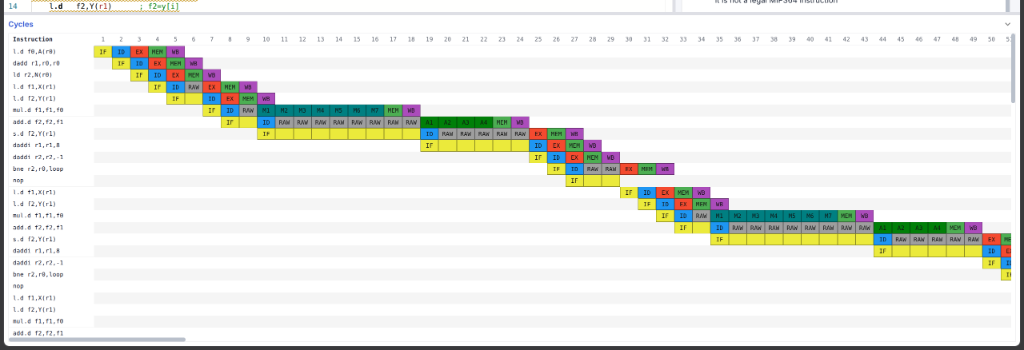 14 l.d f2,Y(r1) ; f2=y[i]
it is not a legal MIPS64 instruction
Cycles
Instruction 1 2 3 4 5 6 7 8 9 10 11 12 13 14 15 16 17 18 19 20 21 22 23 24 25 26 27 28 29 30 31 32 33 34 35 36 37 38 39 40 41 42 43 44 45 46 47 48 49 50
l.d f0,A(r0) IF ID EX MEM WB
dadd r1,r0,r0 IF ID EX MEM WB
ld r2,N(r0) IF ID EX MEM WB
l.d f1,X(r1) IF ID RAW EX MEM WB
l.d f2,Y(r1) IF ID EX MEM WB
mul.d f1,f1,f0 IF ID RAW M1 M2 M3 M4 M5 M6 M7 MEM WB
add.d f2,f2,f1 IF ID RAW RAW RAW RAW RAW RAW RAW RAW A1 A2 A3 A4 MEM WB
s.d f2,Y(r1) IF ID RAW RAW RAW RAW RAW EX MEM WB
daddi r1,r1,8 IF ID EX MEM WB
daddi r2,r2,-1 IF ID EX MEM WB
bne r2,r0,loop IF ID RAW RAW EX MEM WB
nop IF
l.d f1,X(r1) IF ID EX MEM WB
l.d f2,Y(r1) IF ID EX MEM WB
mul.d f1,f1,f0 IF ID RAW M1 M2 M3 M4 M5 M6 M7 MEM WB
add.d f2,f2,f1 IF ID RAW RAW RAW RAW RAW RAW RAW RAW A1 A2 A3 A4 MEM WB
s.d f2,Y(r1) IF ID RAW RAW RAW RAW RAW EX
daddi r1,r1,8 IF ID
daddi r2,r2,-1 IF
bne r2,r0,loop
nop
l.d f1,X(r1)
l.d f2,Y(r1)
mul.d f1,f1,f0
add.d f2,f2,f1